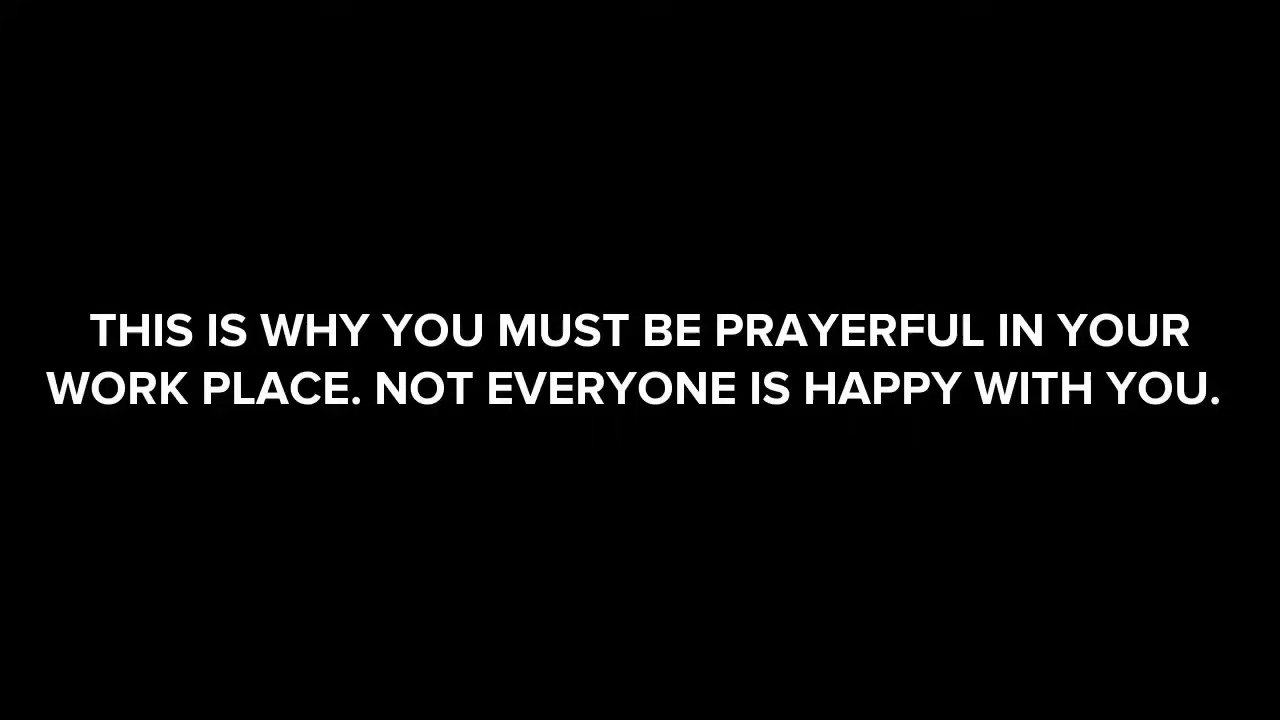 THIS IS WHY YOU MUST BE PRAYERFUL IN YOUR
WORK PLACE. NOT EVERYONE IS HAPPY WITH YOU.